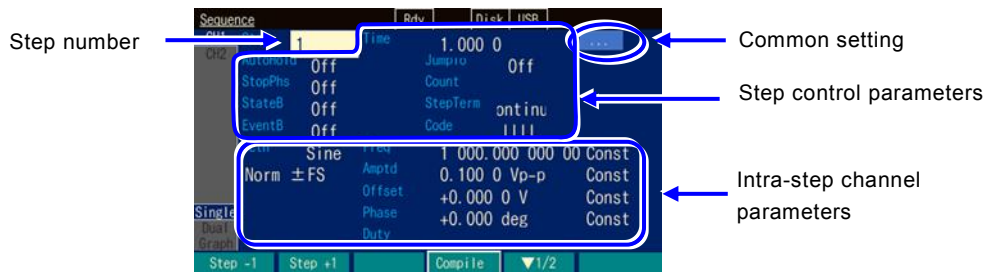 Sequence Rdy Disk USB
Step number 1 Time 1.000 0 ... Common setting
CH2 AutoHold Off JumpTo Off
StopPhs Off Count Step control parameters
StateB Off StepTerm ontinu
EventB Off Code
Sine Freq 1 000.000 000 00 Const
Norm ±FS Amptd 0.100 0 Vp-p Const
Offset +0.000 0 V Const Intra-step channel
Single Phase +0.000 deg Const parameters
Dual Duty
Graph
Step -1 Step +1 Compile ▼1/2